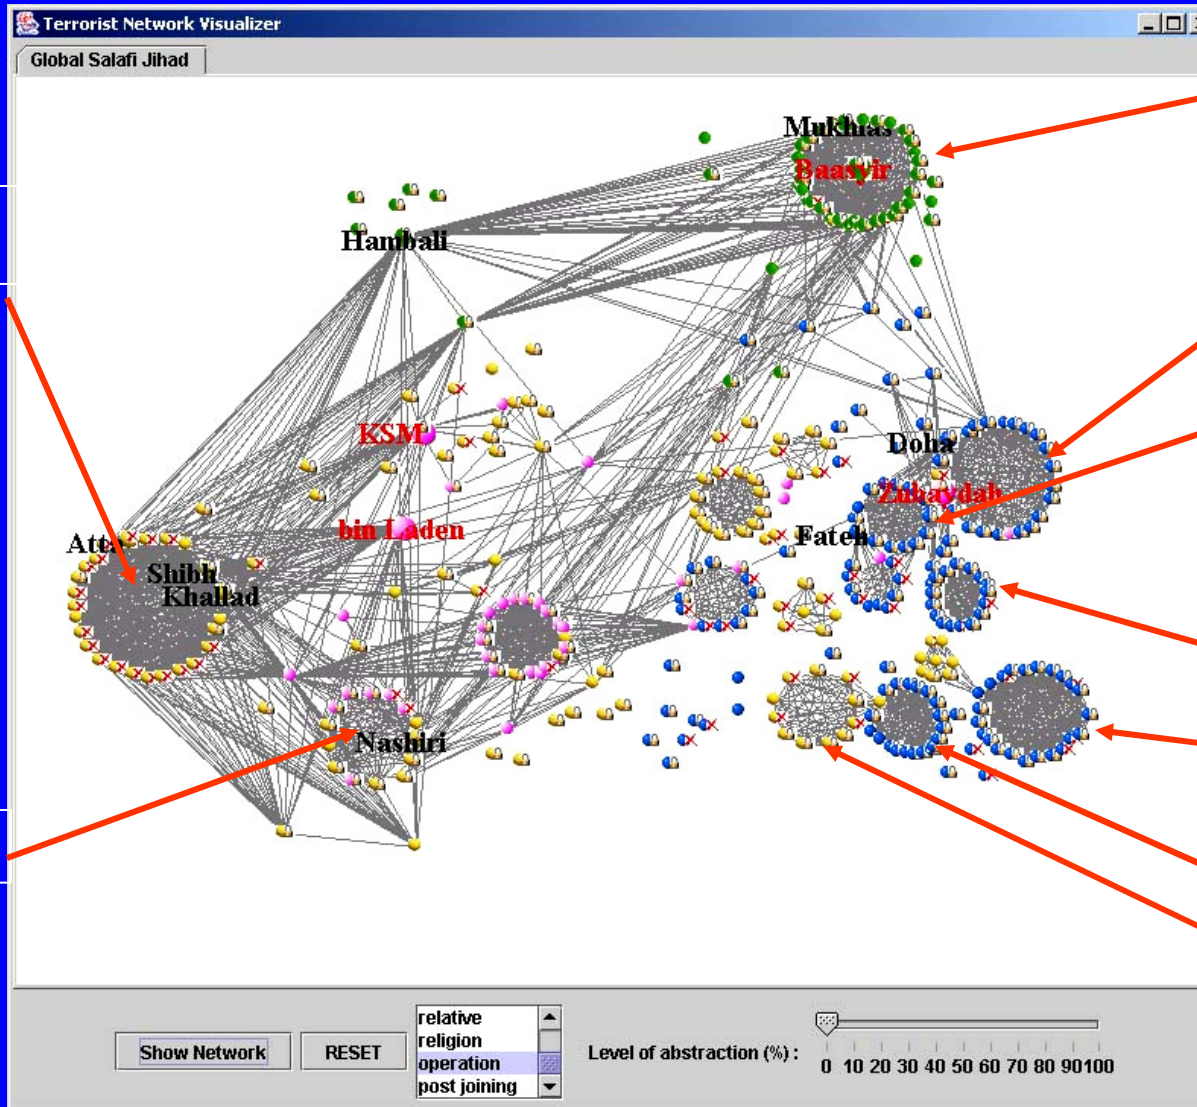 Terrorist Network Visualizer
Global Salafi Jihad
Mukhlas
Baasyir
Hambali
KSM
Doha
Zubaydah
bin Laden
Fateh
Atta
Shibh
Khallad
Nashiri
relative
religion
operation
post joining
Show Network
RESET
Level of abstraction (%) :
0 10 20 30 40 50 60 70 80 90 100